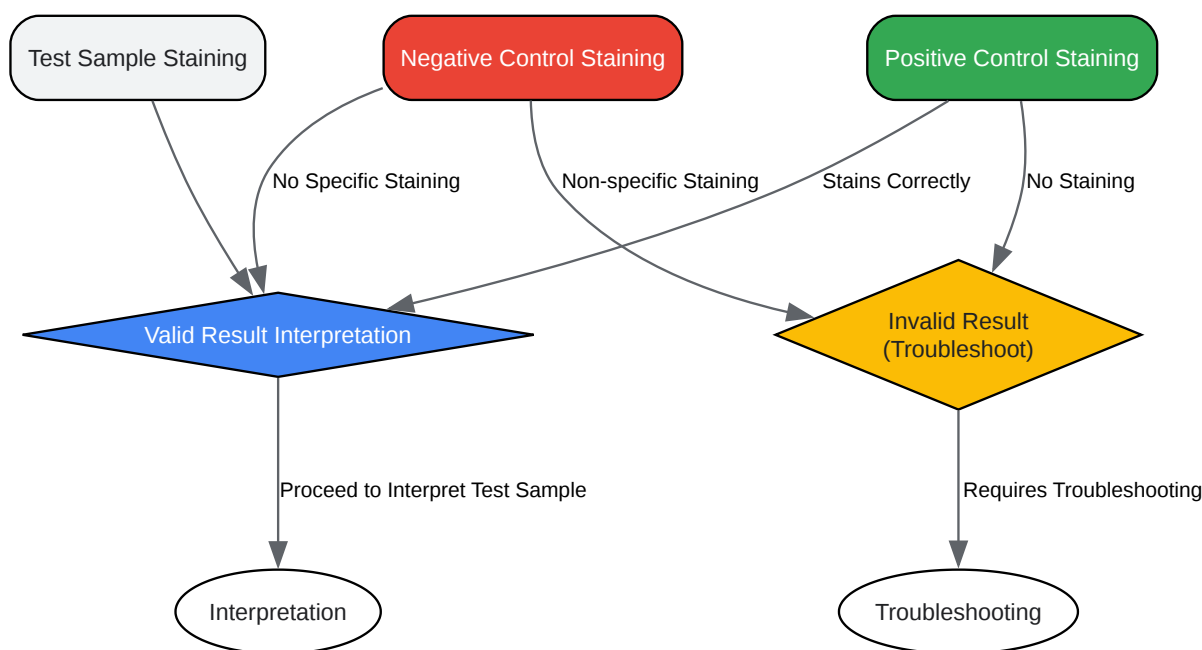 Test Sample Staining
Negative Control Staining
Positive Control Staining
No Specific Staining
Non-specific Staining
Stains Correctly
No Staining
Valid Result Interpretation
Invalid Result
(Troubleshoot)
Proceed to Interpret Test Sample
Requires Troubleshooting
Interpretation
Troubleshooting